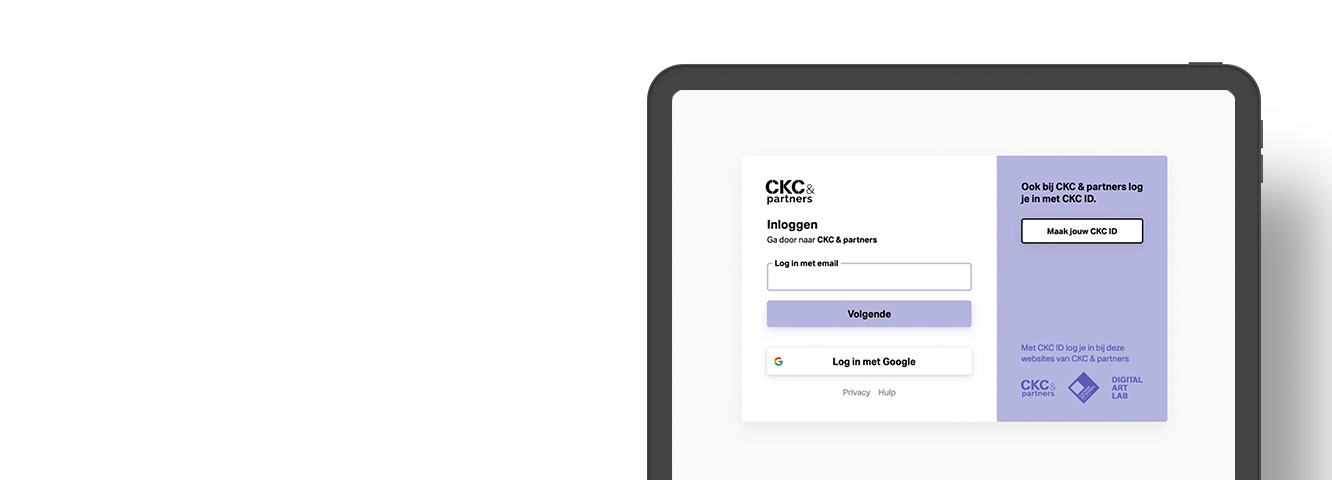 CKC&
partners
Inloggen
Ga door naar CKC & partners
Log in met email
Volgende
Log in met Google
Privacy Hulp
Ook bij CKC & partners log
je in met CKC ID.
Maak jouw CKC ID
Met CKC ID log je in bij deze
websites van CKC & partners
CKC&
partners
DIGITAL
ART
LAB